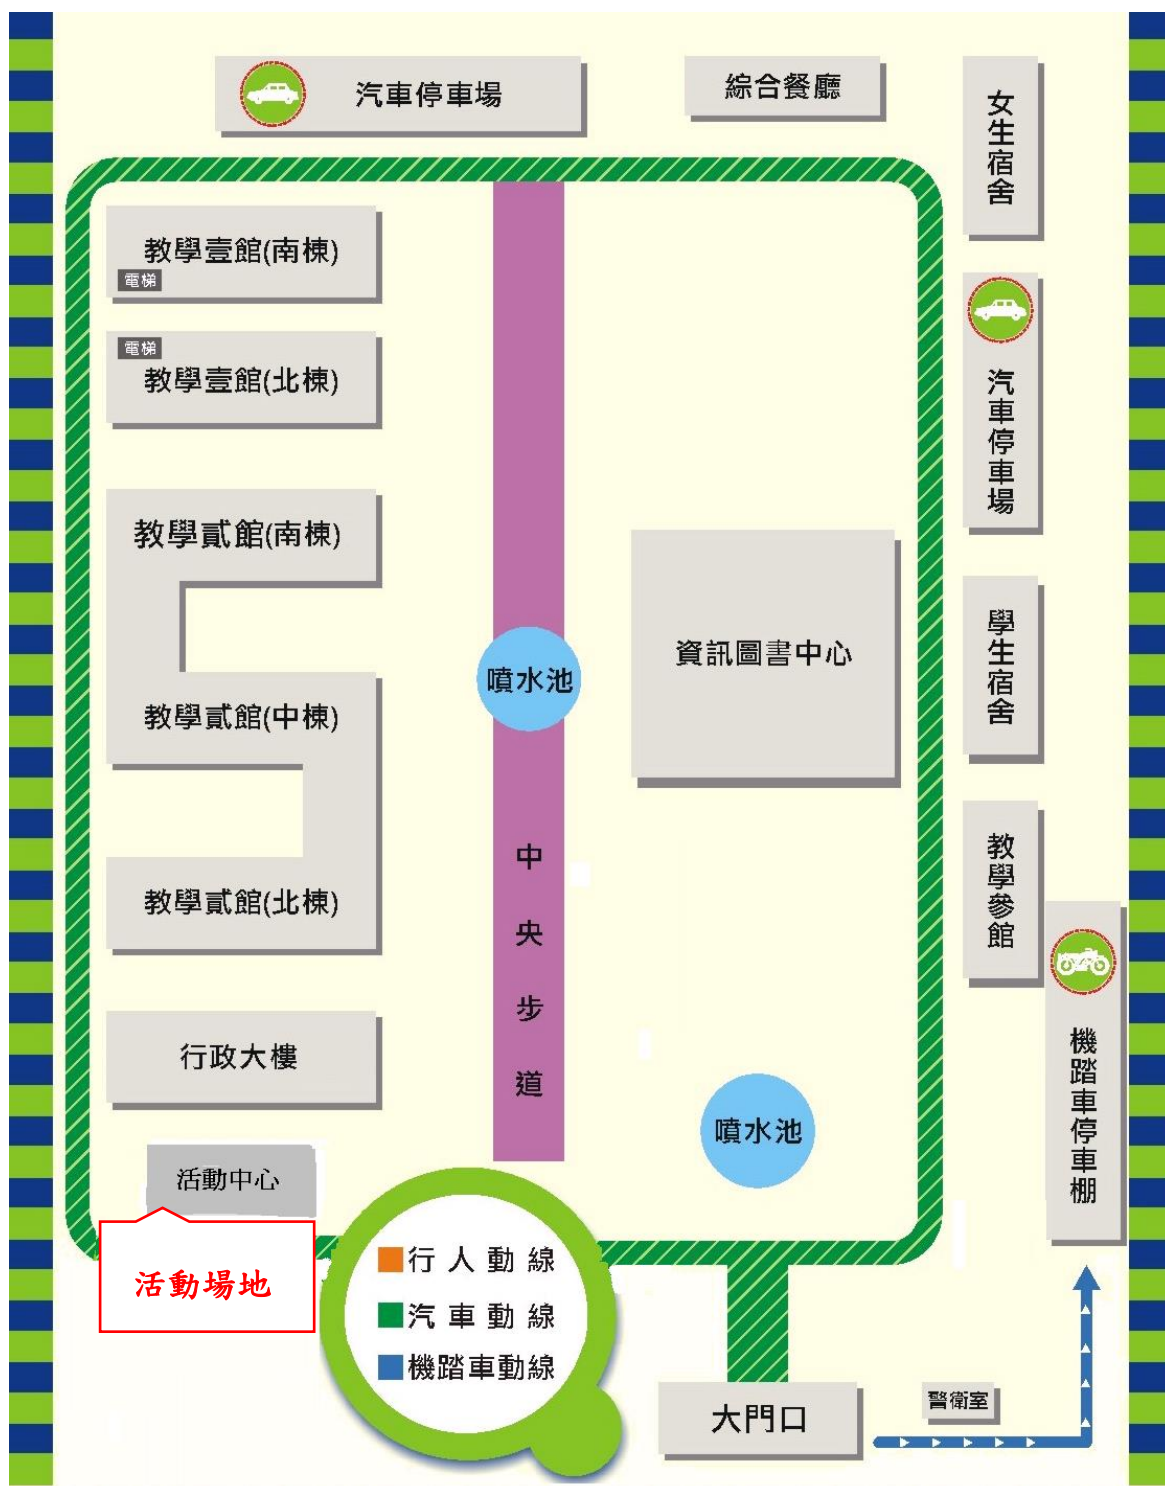 汽車停車場
綜合餐廳
女生宿舍
教學壹館(南棟)
電梯
電梯
教學壹館(北棟)
汽車停車場
教學貳館(南棟)
噴水池
資訊圖書中心
學生宿舍
教學貳館(中棟)
中央步道
教學參館
教學貳館(北棟)
機踏車停車棚
行政大樓
噴水池
活動中心
活動場地
行人動線
汽車動線
機踏車動線
大門口
警衛室